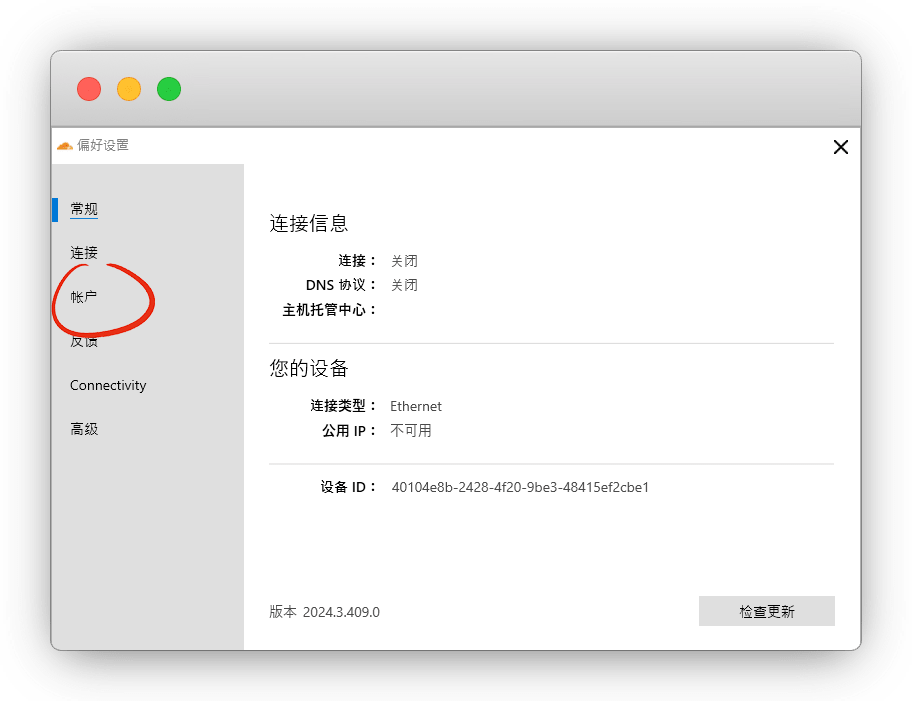 偏好设置
常规
连接
帐户
反馈
Connectivity
高级
连接信息
连接： 关闭
DNS 协议： 关闭
主机托管中心：
您的设备
连接类型： Ethernet
公用 IP： 不可用
设备 ID： 40104e8b-2428-4f20-9be3-48415ef2cbe1
版本 2024.3.409.0
检查更新